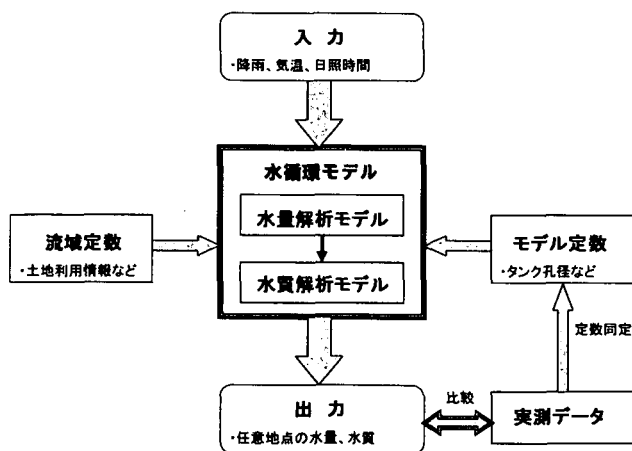 入 力
・降雨、気温、日照時間
水循環モデル
水量解析モデル
水質解析モデル
流域定数
・土地利用情報など
モデル定数
・タンク孔径など
定数同定
出 力
・任意地点の水量、水質
比較
実測データ